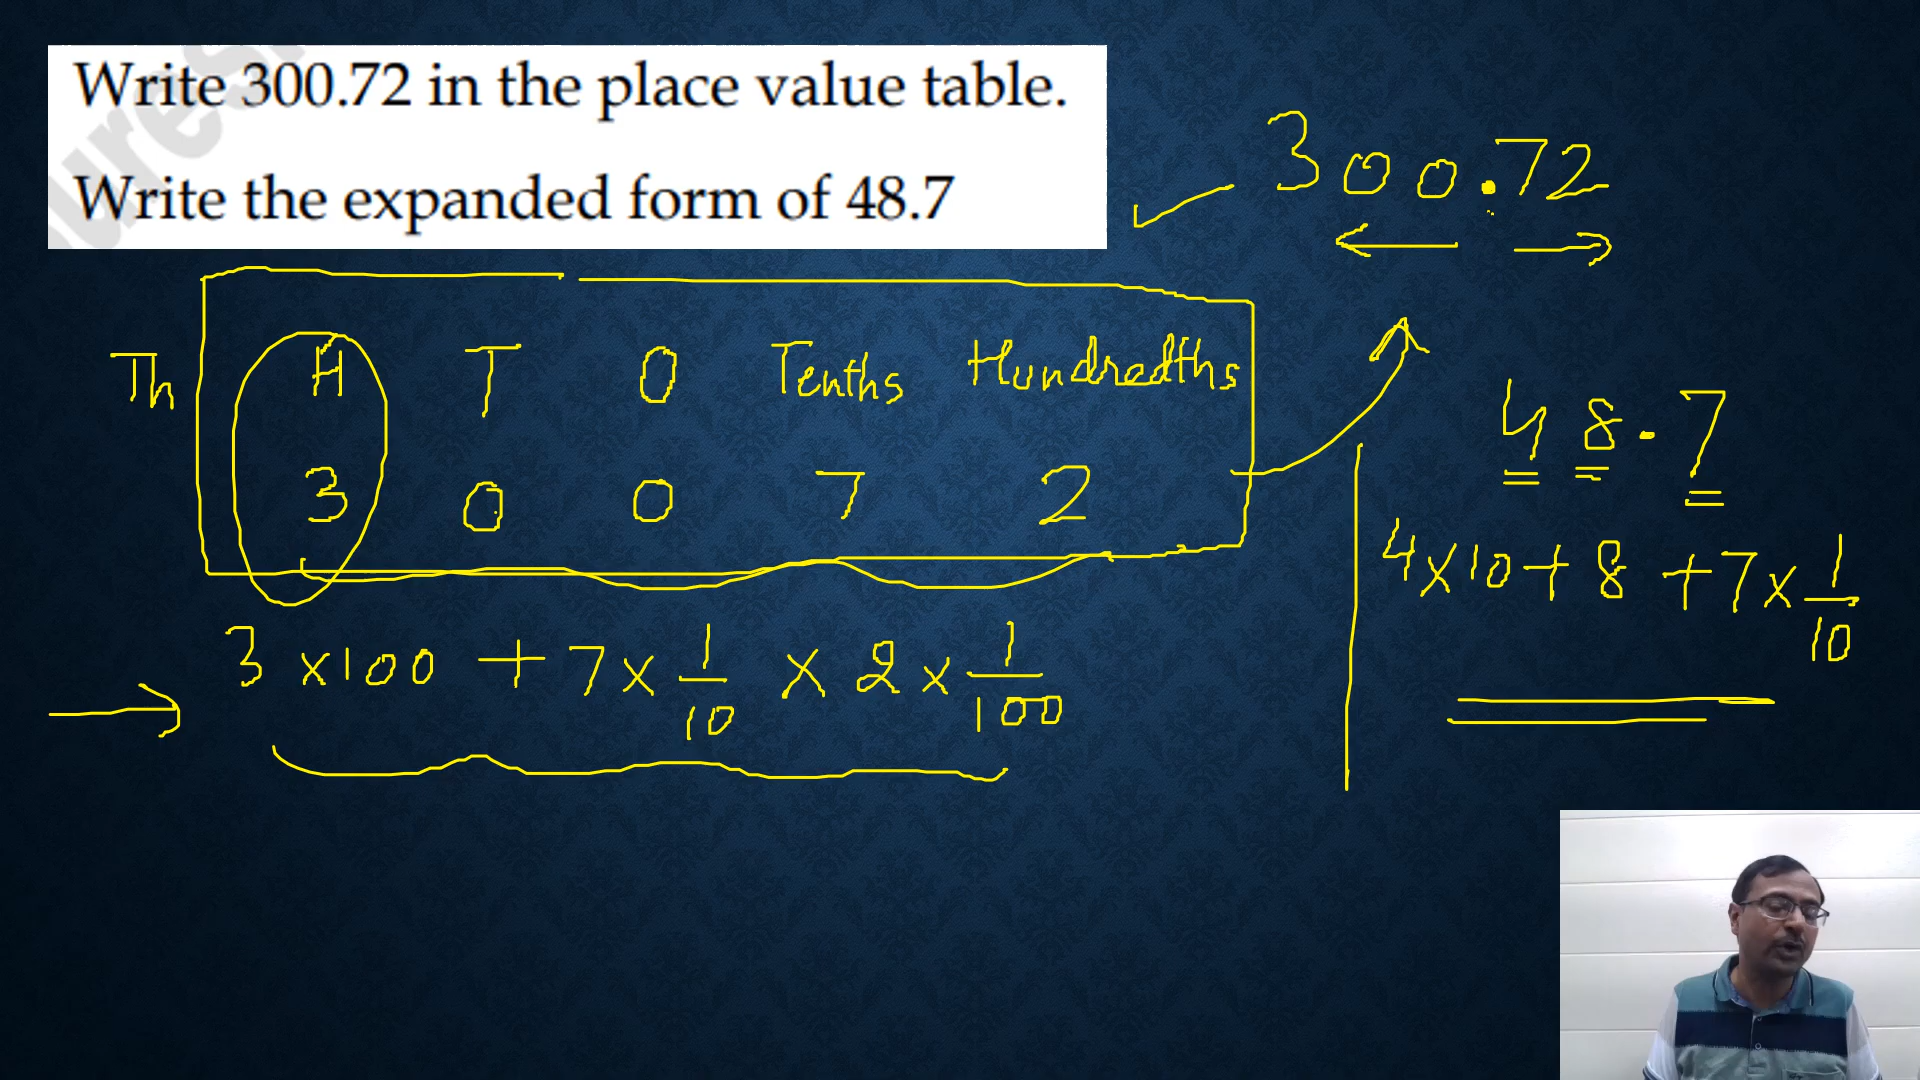 Write 300.72 in the place value table.
Write the expanded form of 48.7
300.72
Th H T O Tenths Hundredths
3 0 0 7 2
3 × 100 + 7 × 1/10 × 2 × 1/100
48.7
4 × 10 + 8 + 7 × 1/10